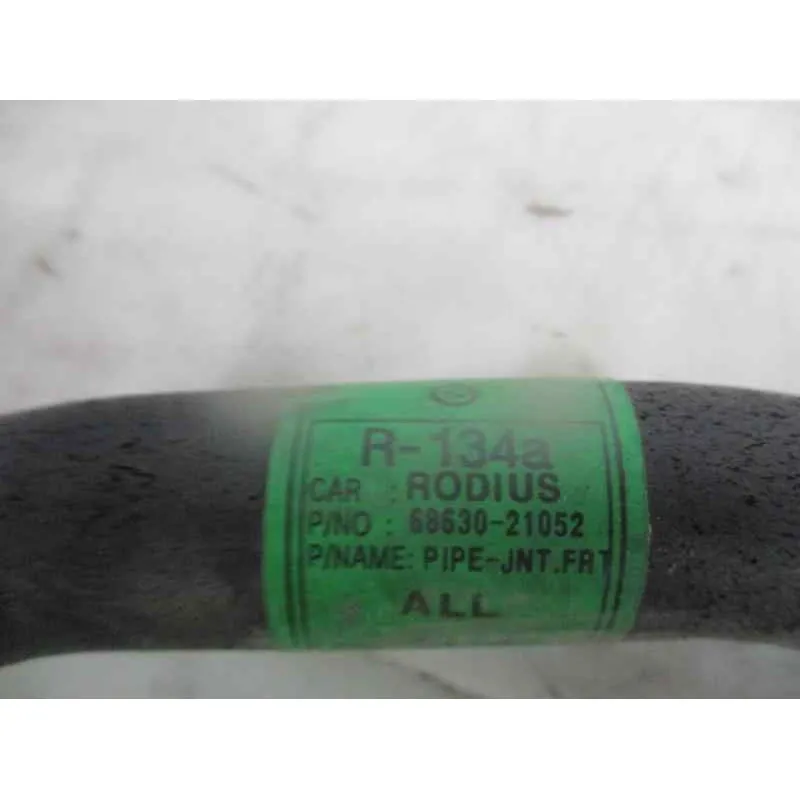 R-134a
CAR : RODIUS
P/NO : 68630-21052
P/NAME: PIPE-JNT.FRT
ALL